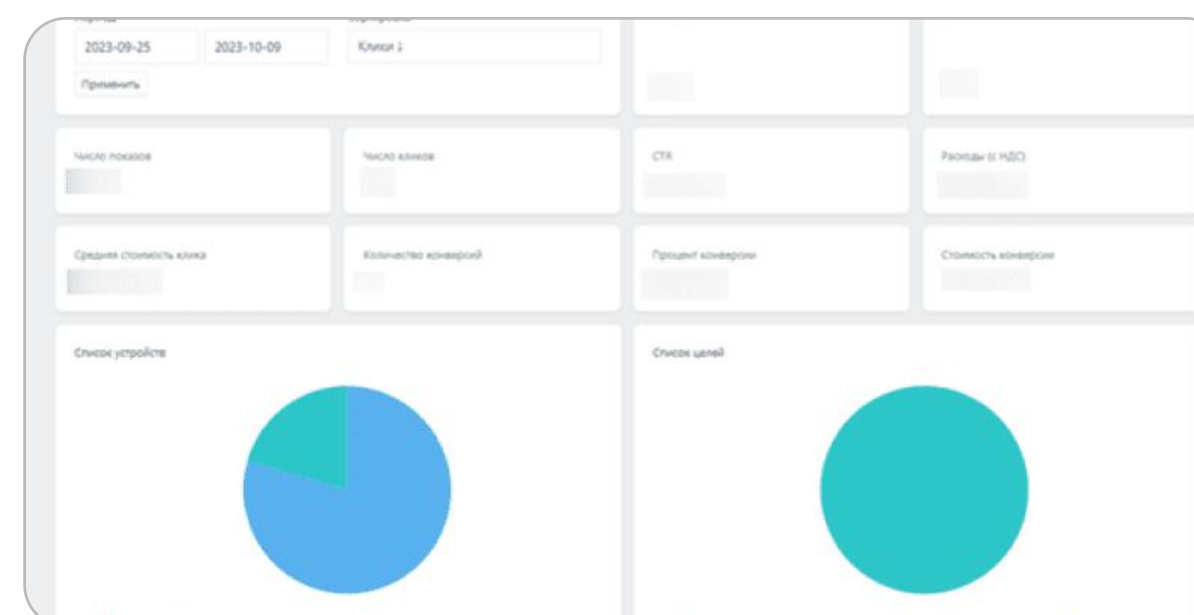 2023-09-25 2023-10-09 Клики ↓
Применить
Число показов Число кликов CTR Расходы (с НДС)
Средняя стоимость клика Количество конверсий Процент конверсии Стоимость конверсии
Список устройств Список целей